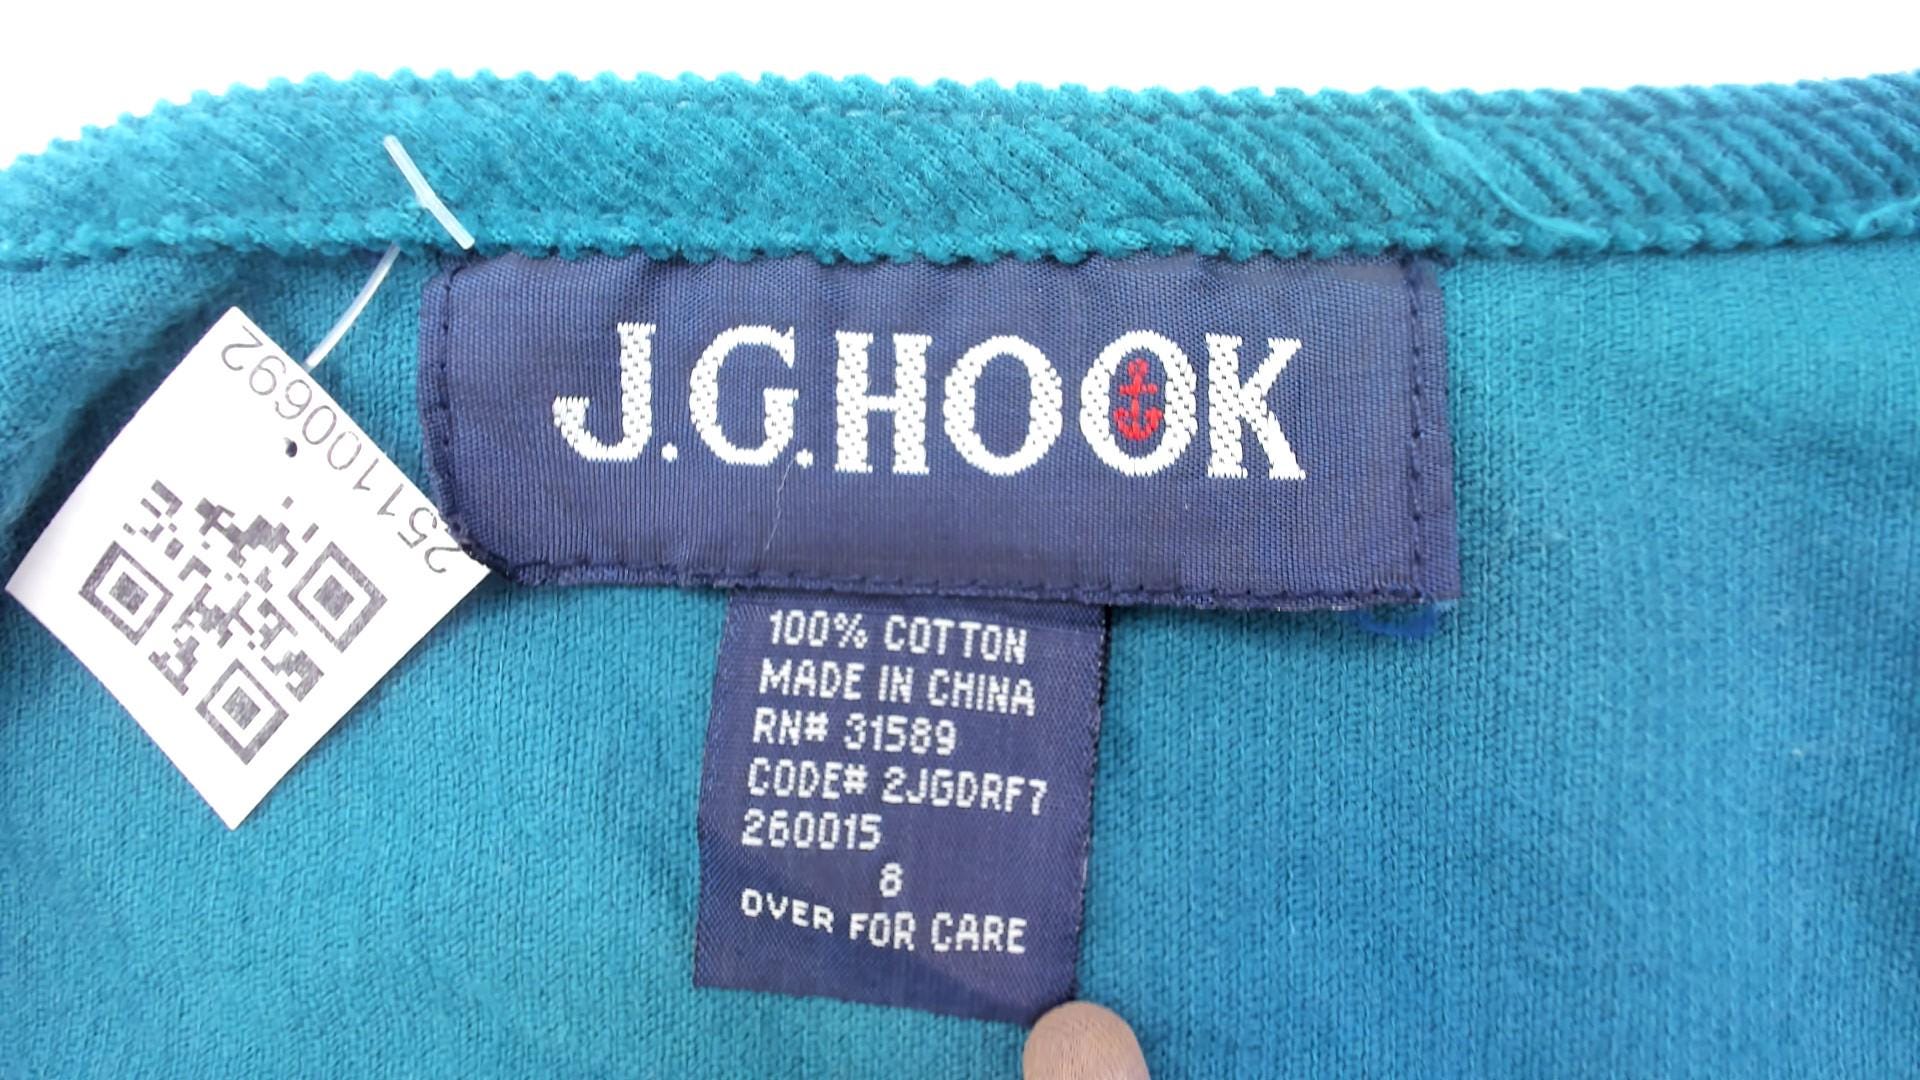 J.G.HOOK
100% COTTON
MADE IN CHINA
RN# 31589
CODE# 2JGDRF7
260015
8
OVER FOR CARE
251100692